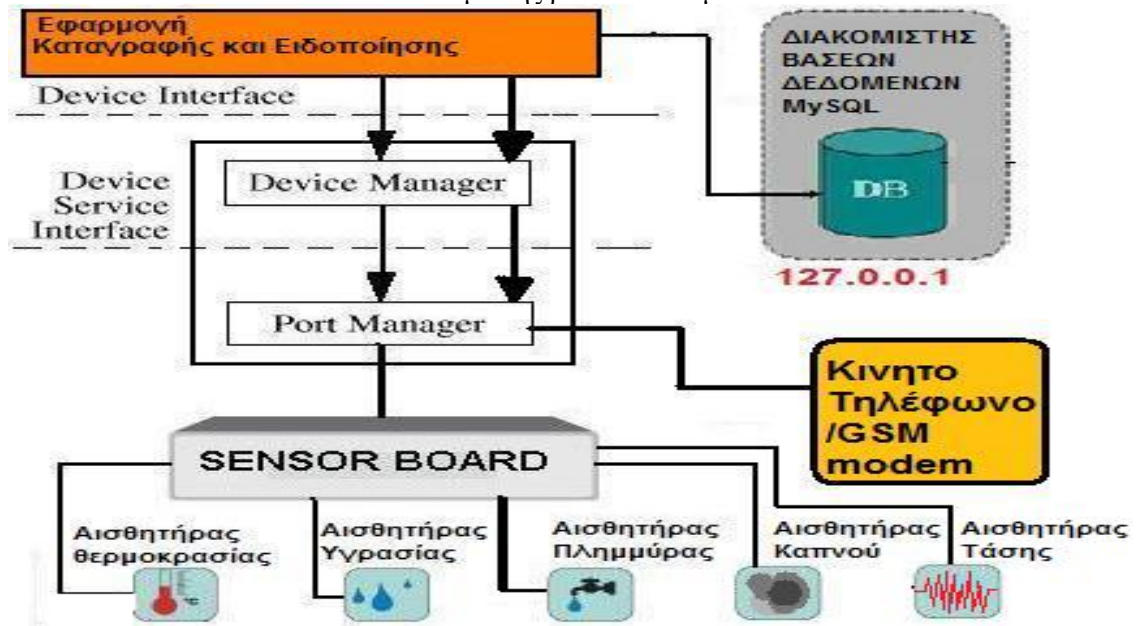 Εφαρμογή
Καταγραφής και Ειδοποίησης
Device Interface
ΔΙΑΚΟΜΙΣΤΗΣ
ΒΑΣΕΩΝ
ΔΕΔΟΜΕΝΩΝ
MySQL
DB
127.0.0.1
Device
Service
Interface
Device Manager
Port Manager
Κινητο
Τηλέφωνο
/GSM
modem
SENSOR BOARD
Αισθητήρας
θερμοκρασίας
°C
Αισθητήρας
Υγρασίας
Αισθητήρας
Πλημμύρας
Αισθητήρας
Καπνού
Αισθητήρας
Τάσης